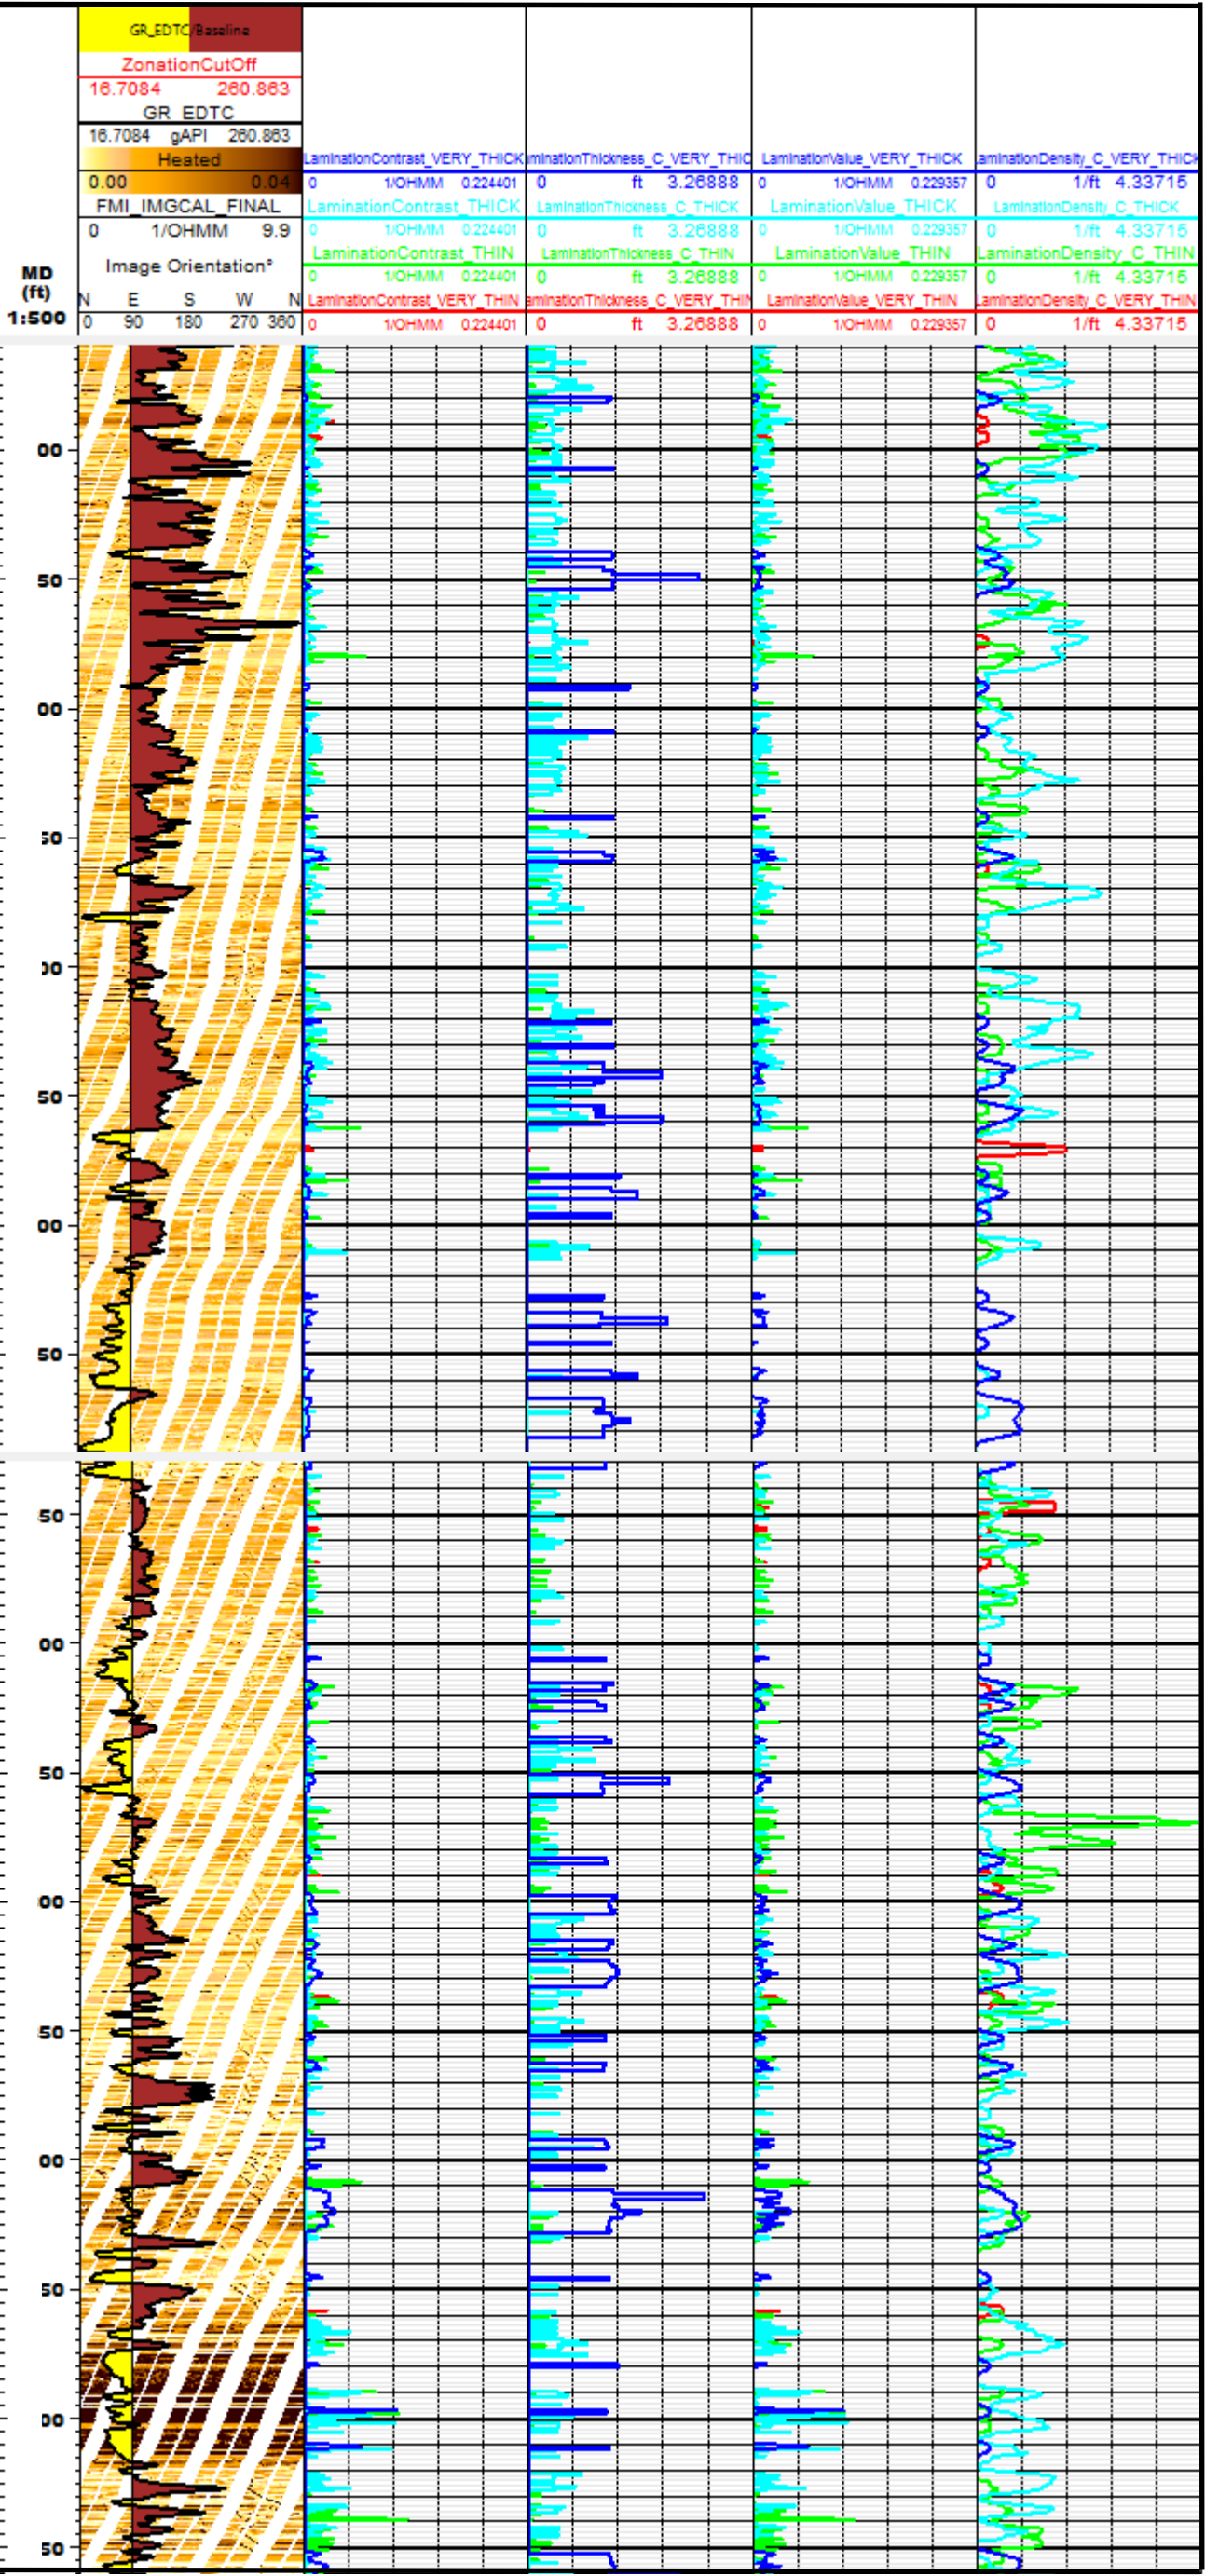 GR_EDTC/Baseline
ZonationCutOff
16.7084 260.863
GR_EDTC
16.7084 gAPI 260.863
Heated
0.00 0.04
FMI_IMGCAL_FINAL
0 1/OHMM 9.9
Image Orientation°
N E S W N
0 90 180 270 360
MD
(ft)
1:500
LaminationContrast_VERY_THICK
0 1/OHMM 0.224401
LaminationContrast_THICK
0 1/OHMM 0.224401
LaminationContrast_THIN
0 1/OHMM 0.224401
LaminationContrast_VERY_THIN
0 1/OHMM 0.224401
aminationThickness_C_VERY_THIC
0 ft 3.26888
LaminationThickness_C_THICK
0 ft 3.26888
LaminationThickness_C_THIN
0 ft 3.26888
aminationThickness_C_VERY_THIN
0 ft 3.26888
LaminationValue_VERY_THICK
0 1/OHMM 0.229357
LaminationValue_THICK
0 1/OHMM 0.229357
LaminationValue_THIN
0 1/OHMM 0.229357
LaminationValue_VERY_THIN
0 1/OHMM 0.229357
aminationDensity_C_VERY_THICK
0 1/ft 4.33715
LaminationDensity_C_THICK
0 1/ft 4.33715
LaminationDensity_C_THIN
0 1/ft 4.33715
LaminationDensity_C_VERY_THIN
0 1/ft 4.33715
00
50
00
50
00
50
00
50
50
00
50
00
50
00
50
00
50